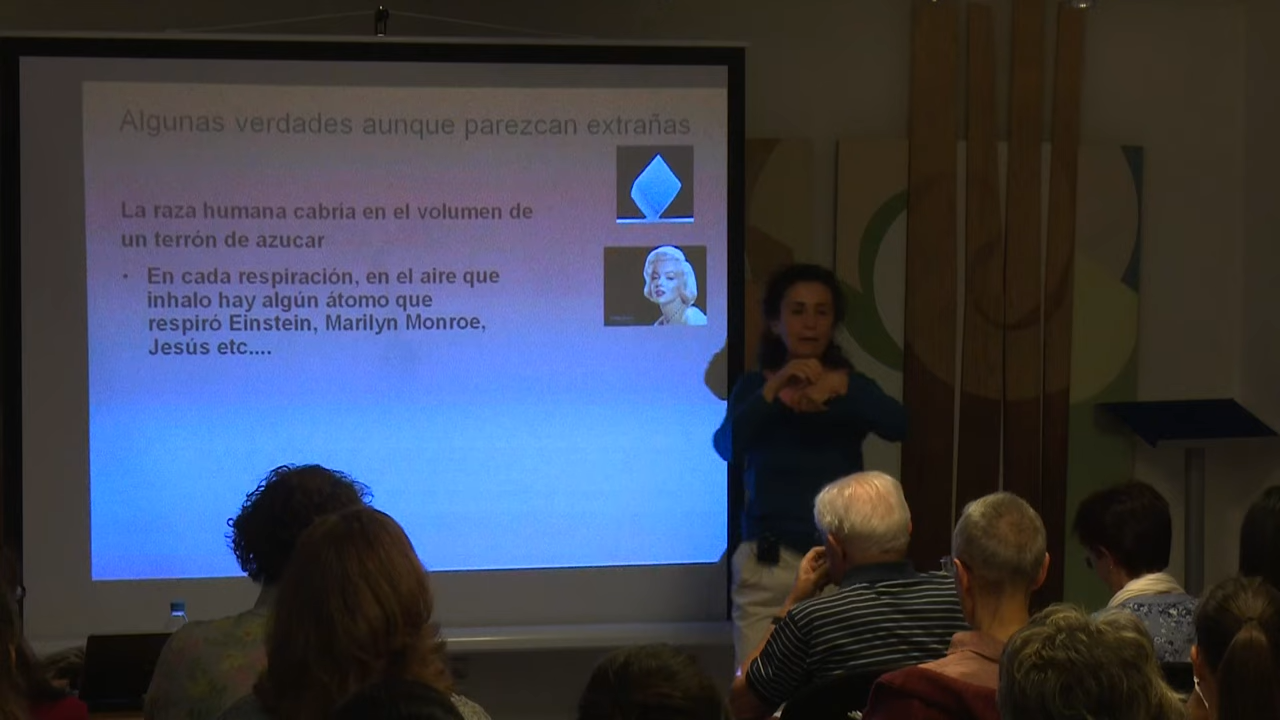 Algunas verdades aunque parezcan extrañas
La raza humana cabria en el volumen de
un terrón de azucar
• En cada respiración, en el aire que
inhalo hay algún átomo que
respiró Einstein, Marilyn Monroe,
Jesús etc....